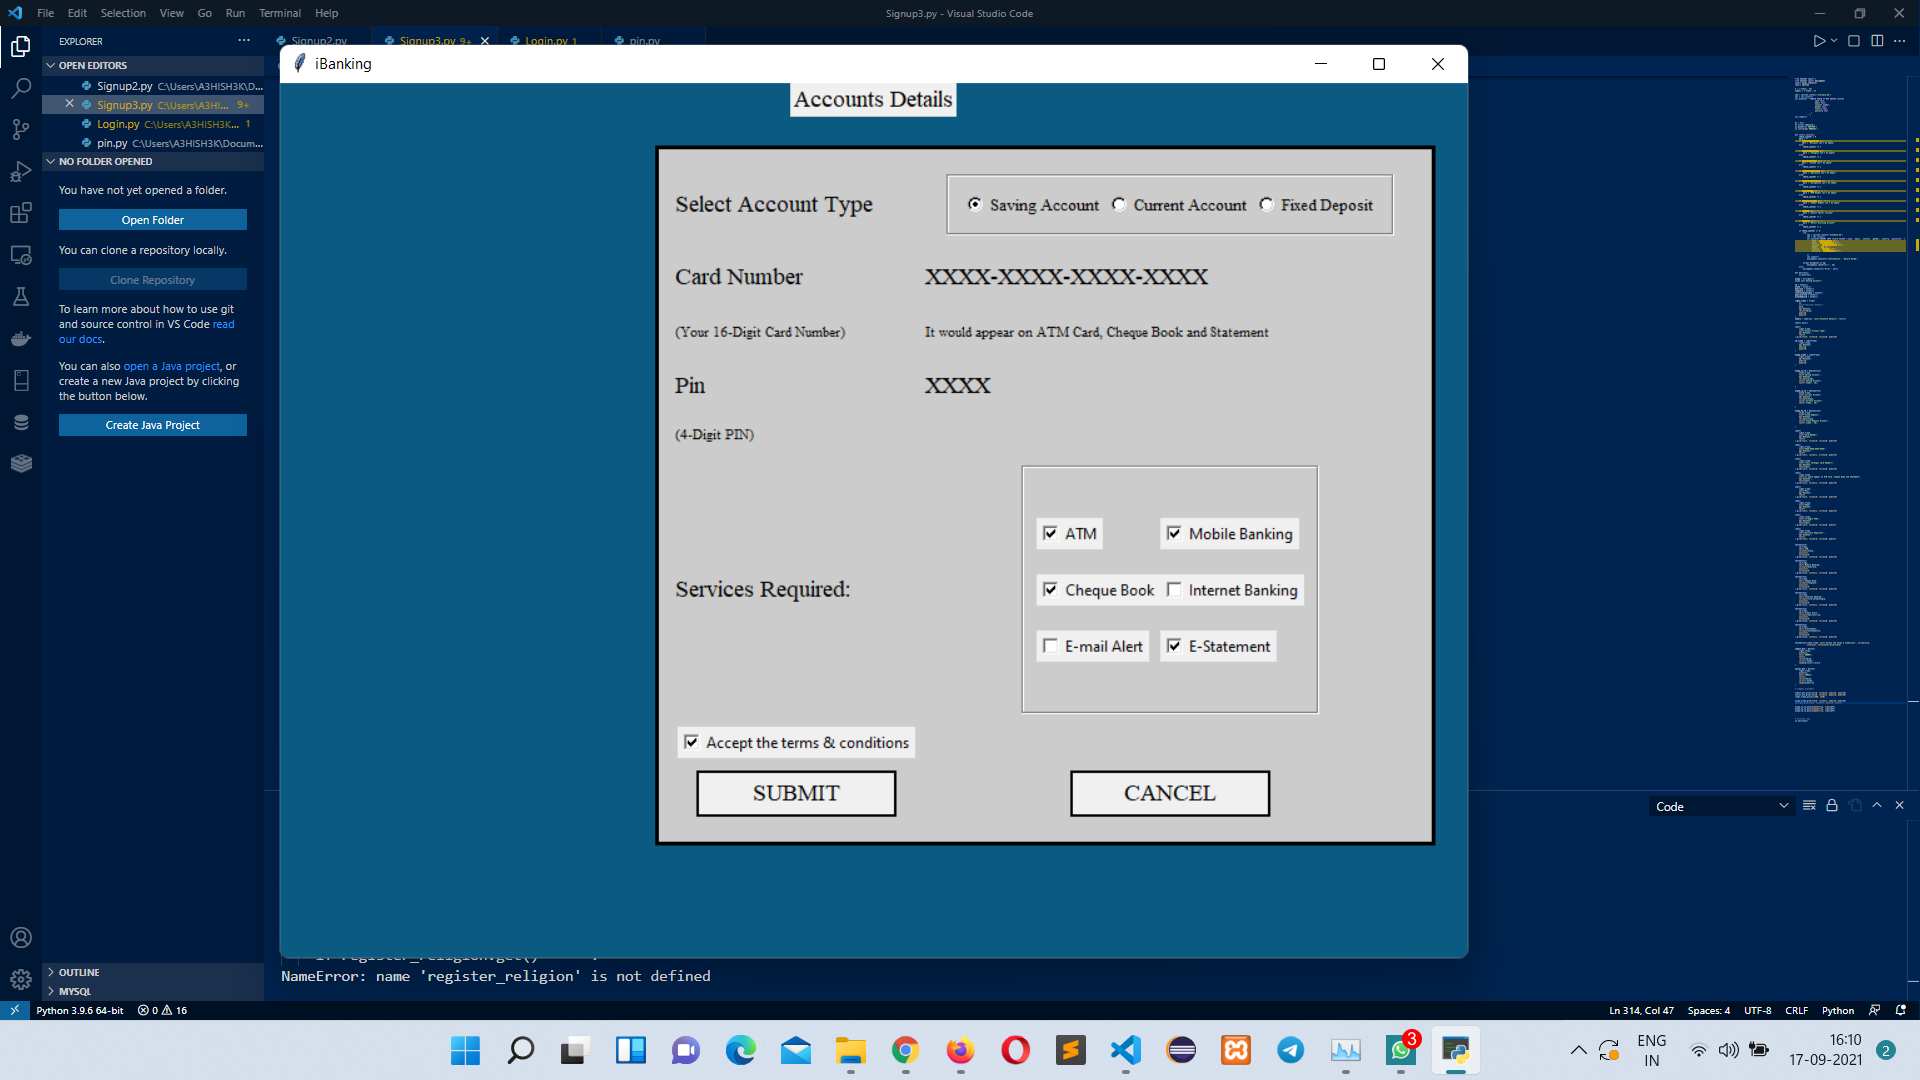 File Edit Selection View Go Run Terminal Help
Signup3.py - Visual Studio Code
EXPLORER
Signup2.py Signup3.py 9+ Login.py 1 pin.py
OPEN EDITORS
Signup2.py C:\Users\A3HISH3K\D...
Signup3.py C:\Users\A3HI... 9+
Login.py C:\Users\A3HISH3K... 1
pin.py C:\Users\A3HISH3K\Docum...
NO FOLDER OPENED
You have not yet opened a folder.
Open Folder
You can clone a repository locally.
Clone Repository
To learn more about how to use git
and source control in VS Code read
our docs.
You can also open a Java project, or
create a new Java project by clicking
the button below.
Create Java Project
OUTLINE
MYSQL
iBanking
Accounts Details
Select Account Type
Saving Account Current Account Fixed Deposit
Card Number XXXX-XXXX-XXXX-XXXX
(Your 16-Digit Card Number) It would appear on ATM Card, Cheque Book and Statement
Pin XXXX
(4-Digit PIN)
Services Required:
ATM Mobile Banking
Cheque Book Internet Banking
E-mail Alert E-Statement
Accept the terms & conditions
SUBMIT CANCEL
Code
NameError: name 'register_religion' is not defined
Python 3.9.6 64-bit 0 16
Ln 314, Col 47 Spaces: 4 UTF-8 CRLF Python
3
ENG
IN
16:10
17-09-2021
2